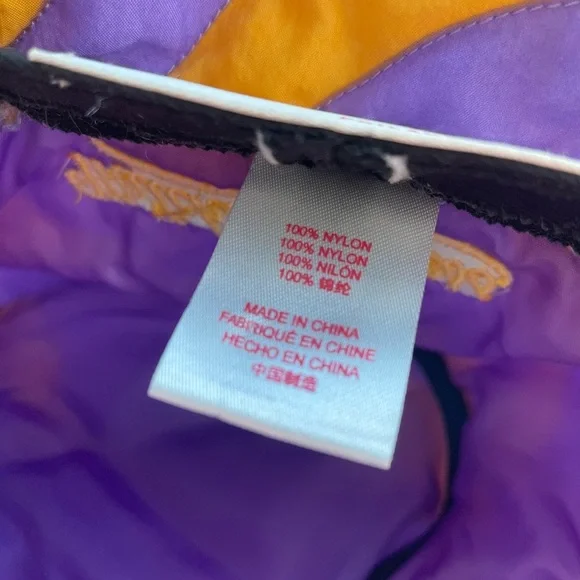 100% NYLON
100% NYLON
100% NILÓN
100% 锦纶
MADE IN CHINA
FABRIQUÉ EN CHINE
HECHO EN CHINA
中国制造